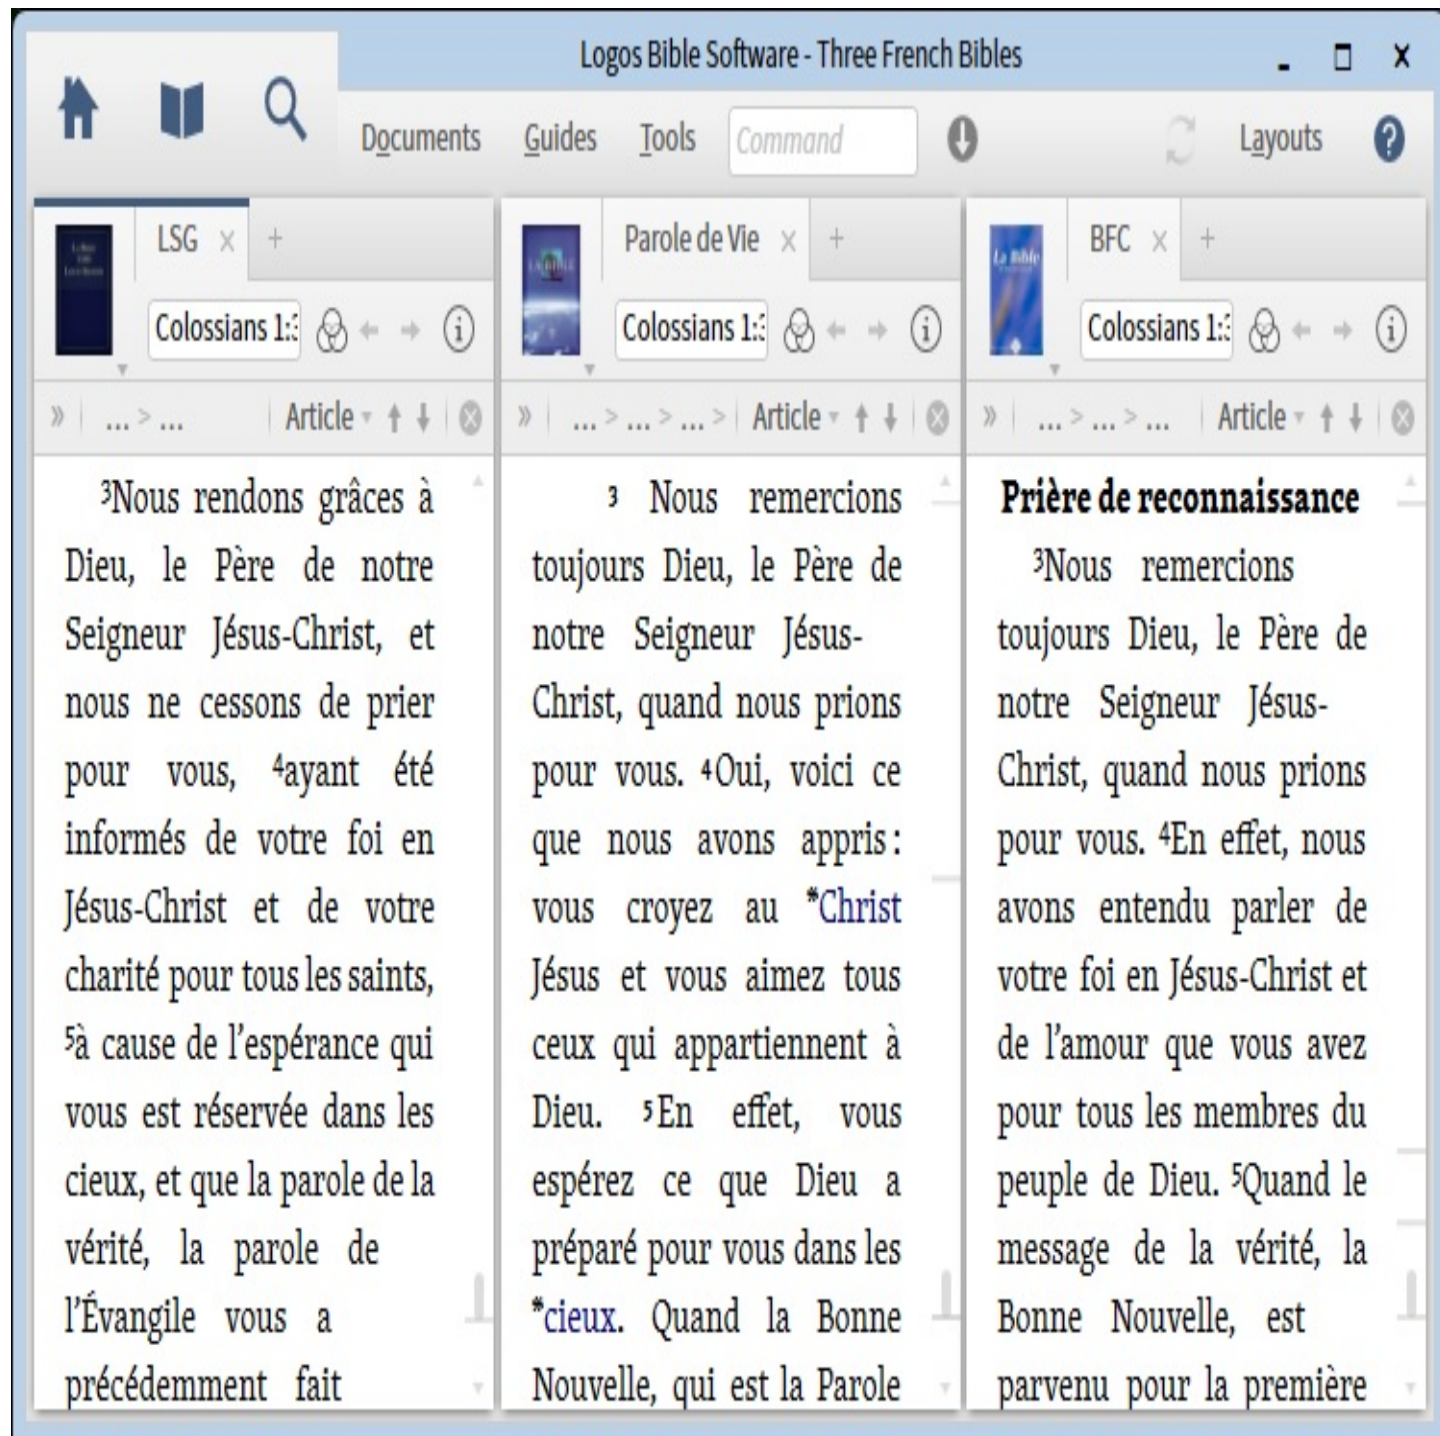 Logos Bible Software - Three French Bibles
Documents Guides Tools Command Layouts
LSG
Colossians 1:3
... > ... Article
³Nous rendons grâces à
Dieu, le Père de notre
Seigneur Jésus-Christ, et
nous ne cessons de prier
pour vous, ⁴ayant été
informés de votre foi en
Jésus-Christ et de votre
charité pour tous les saints,
⁵à cause de l'espérance qui
vous est réservée dans les
cieux, et que la parole de la
vérité, la parole de
l'Évangile vous a
précédemment fait
Parole de Vie
Colossians 1:3
... > ... > ... > Article
³ Nous remercions
toujours Dieu, le Père de
notre Seigneur Jésus-
Christ, quand nous prions
pour vous. ⁴Oui, voici ce
que nous avons appris :
vous croyez au *Christ
Jésus et vous aimez tous
ceux qui appartiennent à
Dieu. ⁵En effet, vous
espérez ce que Dieu a
préparé pour vous dans les
*cieux. Quand la Bonne
Nouvelle, qui est la Parole
La Bible
BFC
Colossians 1:3
... > ... > ... Article
Prière de reconnaissance
³Nous remercions
toujours Dieu, le Père de
notre Seigneur Jésus-
Christ, quand nous prions
pour vous. ⁴En effet, nous
avons entendu parler de
votre foi en Jésus-Christ et
de l'amour que vous avez
pour tous les membres du
peuple de Dieu. ⁵Quand le
message de la vérité, la
Bonne Nouvelle, est
parvenu pour la première